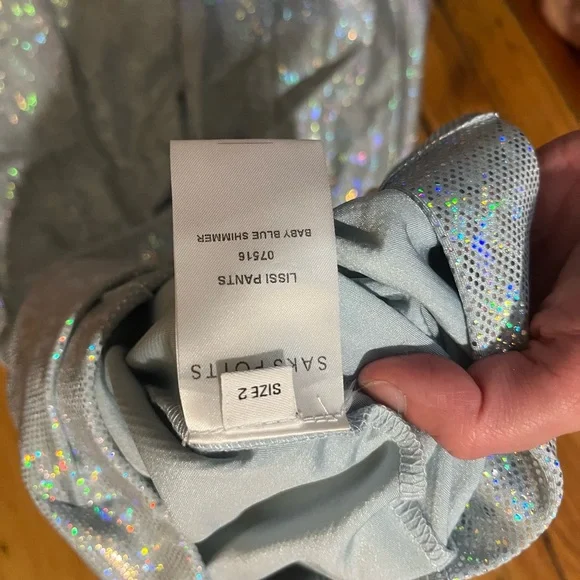 SAKS POTTS
SIZE 2
LISSI PANTS
07516
BABY BLUE SHIMMER